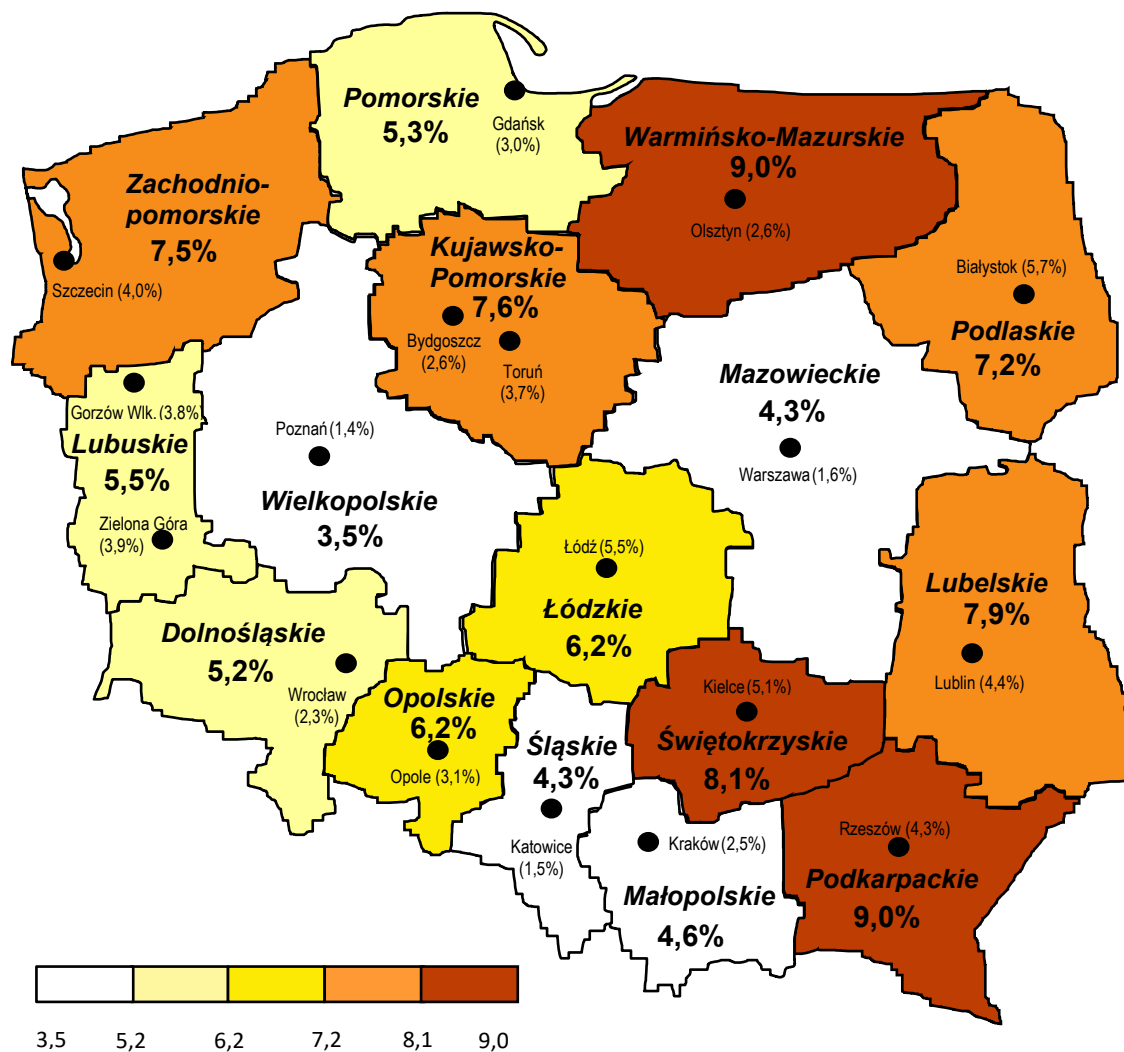 Pomorskie
5,3%
Gdańsk
(3,0%)
Warmińsko-Mazurskie
9,0%
Olsztyn (2,6%)
Zachodnio-
pomorskie
7,5%
Szczecin (4,0%)
Kujawsko-
Pomorskie
7,6%
Bydgoszcz
(2,6%)
Toruń
(3,7%)
Białystok (5,7%)
Podlaskie
7,2%
Mazowieckie
4,3%
Warszawa (1,6%)
Gorzów Wlk. (3.8%
Lubuskie
5,5%
Zielona Góra
(3,9%)
Poznań (1,4%)
Wielkopolskie
3,5%
Łódź (5,5%)
Łódzkie
6,2%
Lubelskie
7,9%
Lublin (4,4%)
Dolnośląskie
5,2%
Wrocław
(2,3%)
Opolskie
6,2%
Opole (3,1%)
Śląskie
4,3%
Katowice
(1,5%)
Kielce (5,1%)
Świętokrzyskie
8,1%
Kraków (2,5%)
Małopolskie
4,6%
Rzeszów (4,3%)
Podkarpackie
9,0%
3,5 5,2 6,2 7,2 8,1 9,0